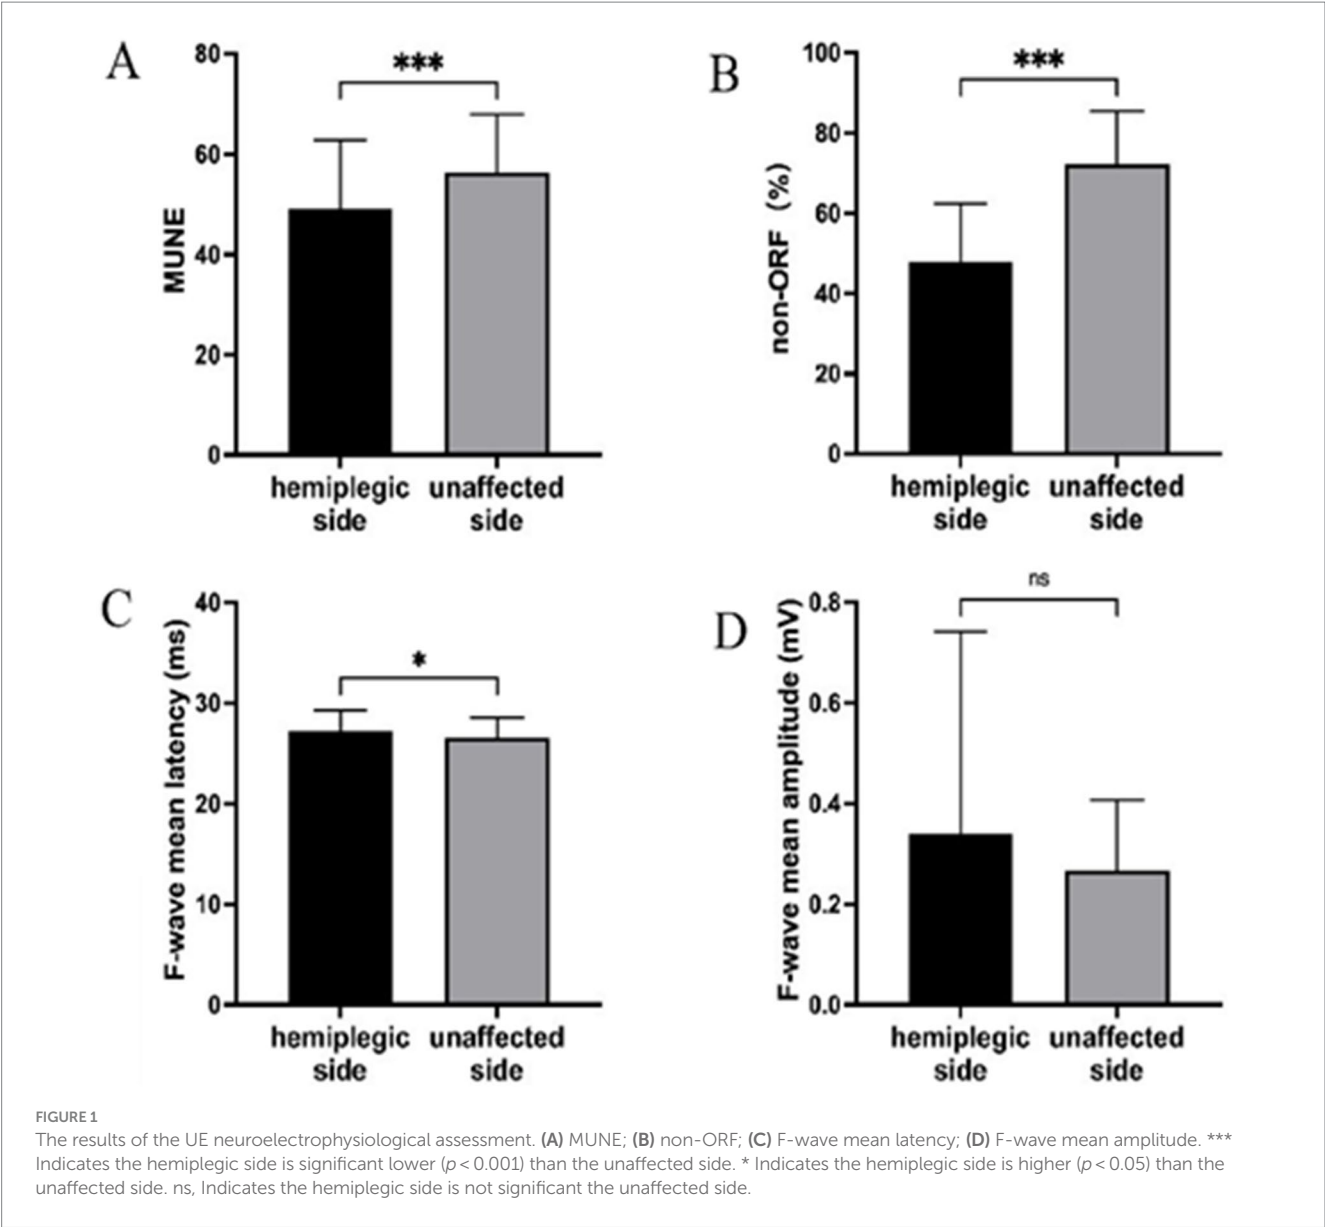 A
***
80
60
40
20
0
MUNE
hemiplegic unaffected
side side
B
***
100
80
60
40
20
0
non-ORF (%)
hemiplegic unaffected
side side
C
*
40
30
20
10
0
F-wave mean latency (ms)
hemiplegic unaffected
side side
D
ns
0.8
0.6
0.4
0.2
0.0
F-wave mean amplitude (mV)
hemiplegic unaffected
side side
FIGURE 1
The results of the UE neuroelectrophysiological assessment. (A) MUNE; (B) non-ORF; (C) F-wave mean latency; (D) F-wave mean amplitude. ***
Indicates the hemiplegic side is significant lower (p < 0.001) than the unaffected side. * Indicates the hemiplegic side is higher (p < 0.05) than the
unaffected side. ns, Indicates the hemiplegic side is not significant the unaffected side.